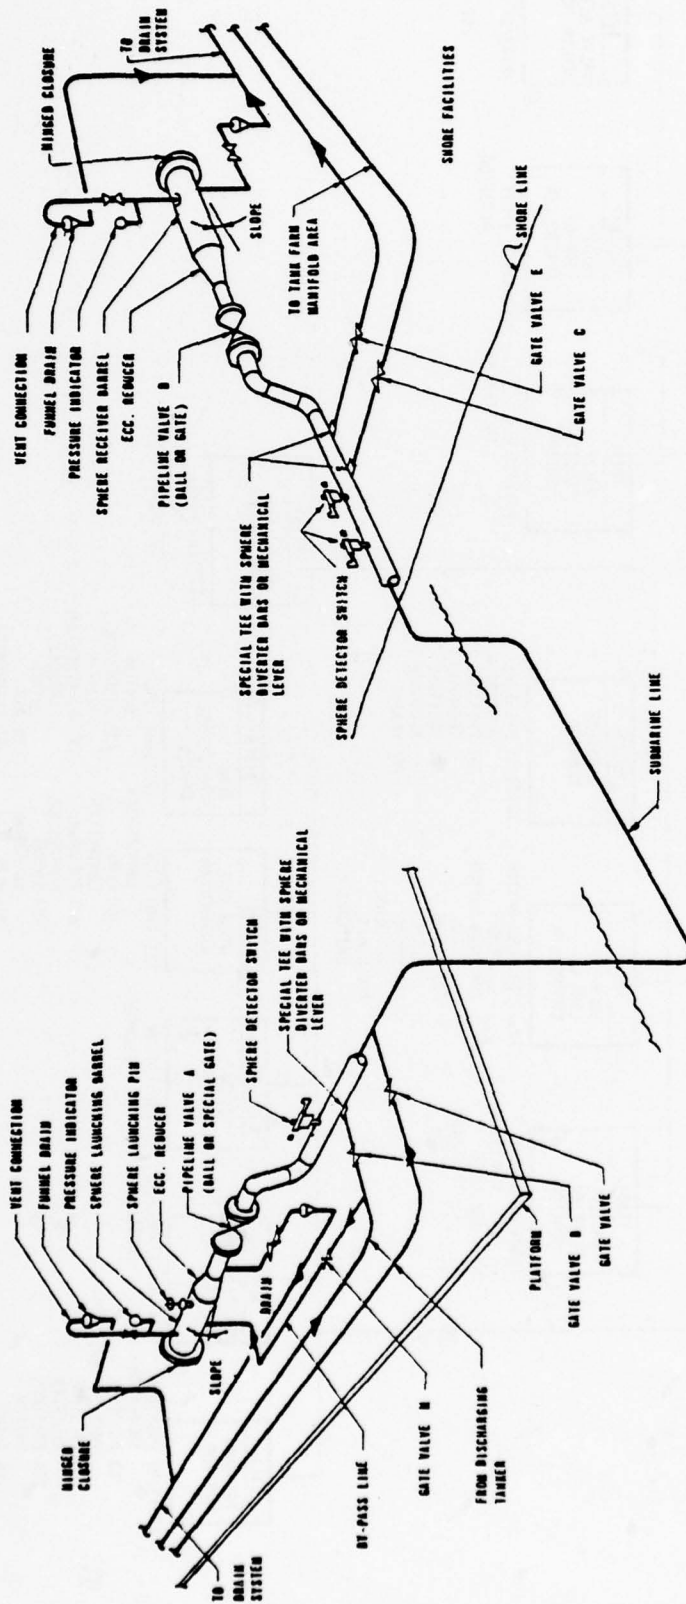 VENT CONNECTION
FUNNEL DRAIN
PRESSURE INDICATOR
SPHERE LAUNCHING BARREL
SPHERE LAUNCHING PIN
ECC. REDUCER
PIPELINE VALVE A
(BALL OR SPECIAL GATE)
HINGED
CLOSURE
SLOPE
DRAIN
SPHERE DETECTOR SWITCH
SPECIAL TEE WITH SPHERE
DIVERTER BARS OR MECHANICAL
LEVER
TO
DRAIN
SYSTEM
BY-PASS LINE
GATE VALVE H
FROM DISCHARGING
TANKER
PLATFORM
GATE VALVE B
GATE VALVE
SUBMARINE LINE
VENT CONNECTION
FUNNEL DRAIN
PRESSURE INDICATOR
SPHERE RECEIVER BARREL
ECC. REDUCER
PIPELINE VALVE D
(BALL OR GATE)
HINGED CLOSURE
SLOPE
TO
DRAIN
SYSTEM
SPECIAL TEE WITH SPHERE
DIVERTER BARS OR MECHANICAL
LEVER
SPHERE DETECTOR SWITCH
TO TANK FARM
MANIFOLD AREA
SHORE FACILITIES
SHORE LINE
GATE VALVE E
GATE VALVE C